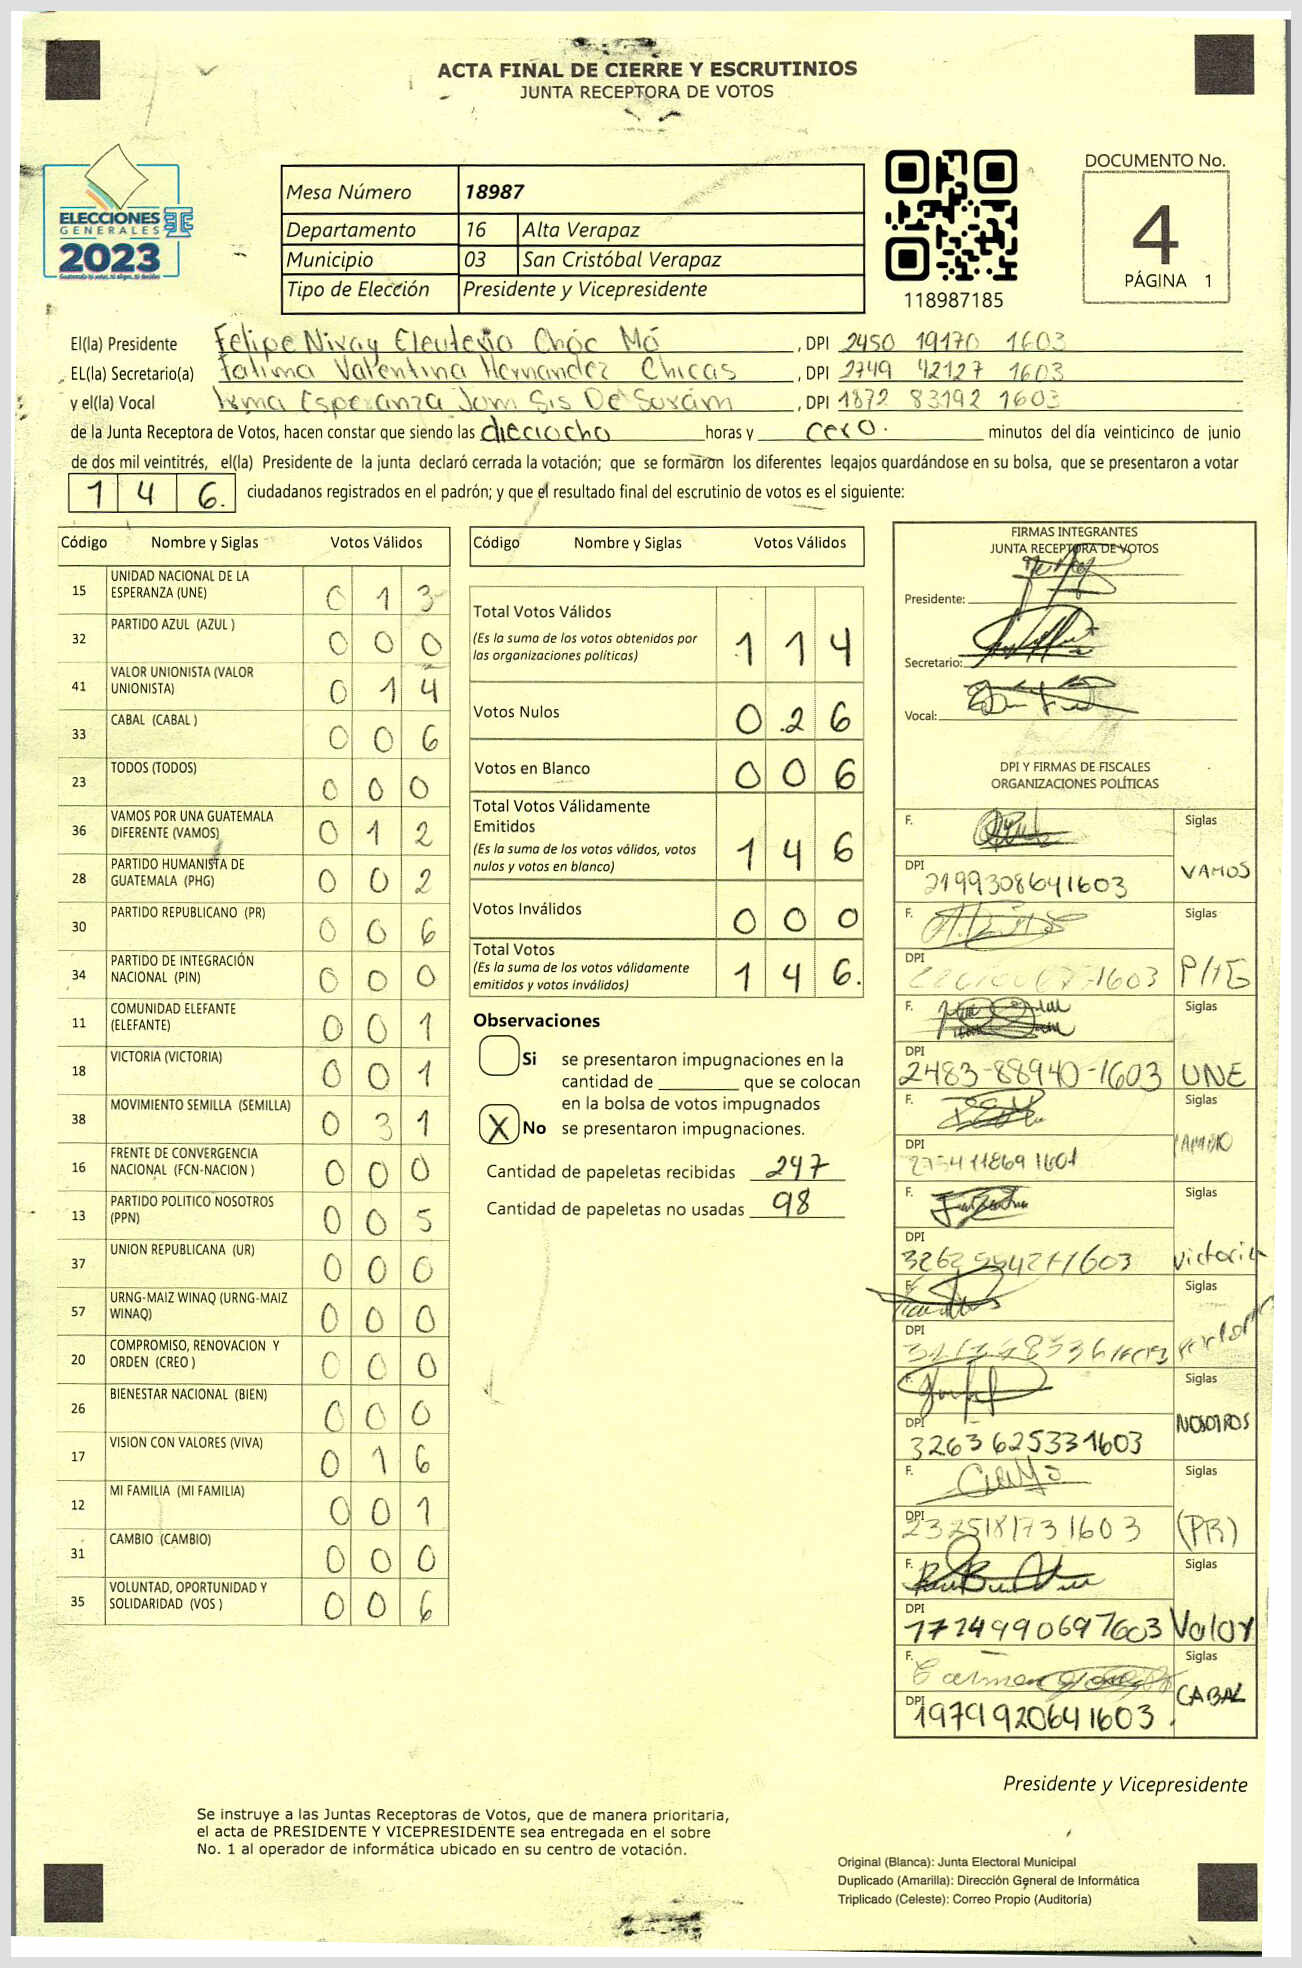 ACTA FINAL DE CIERRE Y ESCRUTINIOS
JUNTA RECEPTORA DE VOTOS
ELECCIONES
GENERALES
2023
Mesa Número 18987
Departamento 16 Alta Verapaz
Municipio 03 San Cristóbal Verapaz
Tipo de Elección Presidente y Vicepresidente
118987185
DOCUMENTO No.
4
PÁGINA 1
El(la) Presidente Felipe Nivay Eleuterio Chóc Mó, DPI 2450 19170 1603
EL(la) Secretario(a) Fatima Valentina Hernandez Chicas, DPI 2749 42127 1603
y el(la) Vocal Irma Esperanza Jom Sis De Suram, DPI 1872 83192 1603
de la Junta Receptora de Votos, hacen constar que siendo las dieciocho horas y cero. minutos del día veinticinco de junio
de dos mil veintitrés, el(la) Presidente de la junta declaró cerrada la votación; que se formaron los diferentes legajos guardándose en su bolsa, que se presentaron a votar
146. ciudadanos registrados en el padrón; y que el resultado final del escrutinio de votos es el siguiente:
Código Nombre y Siglas Votos Válidos
15 UNIDAD NACIONAL DE LA ESPERANZA (UNE) 0 1 3
32 PARTIDO AZUL (AZUL ) 0 0 0
41 VALOR UNIONISTA (VALOR UNIONISTA) 0 1 4
33 CABAL (CABAL ) 0 0 6
23 TODOS (TODOS) 0 0 0
36 VAMOS POR UNA GUATEMALA DIFERENTE (VAMOS) 0 1 2
28 PARTIDO HUMANISTA DE GUATEMALA (PHG) 0 0 2
30 PARTIDO REPUBLICANO (PR) 0 0 6
34 PARTIDO DE INTEGRACIÓN NACIONAL (PIN) 0 0 0
11 COMUNIDAD ELEFANTE (ELEFANTE) 0 0 1
18 VICTORIA (VICTORIA) 0 0 1
38 MOVIMIENTO SEMILLA (SEMILLA) 0 3 1
16 FRENTE DE CONVERGENCIA NACIONAL (FCN-NACION ) 0 0 0
13 PARTIDO POLITICO NOSOTROS (PPN) 0 0 5
37 UNION REPUBLICANA (UR) 0 0 0
57 URNG-MAIZ WINAQ (URNG-MAIZ WINAQ) 0 0 0
20 COMPROMISO, RENOVACION Y ORDEN (CREO ) 0 0 0
26 BIENESTAR NACIONAL (BIEN) 0 0 0
17 VISION CON VALORES (VIVA) 0 1 6
12 MI FAMILIA (MI FAMILIA) 0 0 1
31 CAMBIO (CAMBIO) 0 0 0
35 VOLUNTAD, OPORTUNIDAD Y SOLIDARIDAD (VOS ) 0 0 6
Código Nombre y Siglas Votos Válidos
Total Votos Válidos 1 1 4
(Es la suma de los votos obtenidos por
las organizaciones políticas)
Votos Nulos 0 26
Votos en Blanco 0 0 6
Total Votos Válidamente
Emitidos 1 4 6
(Es la suma de los votos válidos, votos
nulos y votos en blanco)
Votos Inválidos 0 0 0
Total Votos 1 4 6.
(Es la suma de los votos válidamente
emitidos y votos inválidos)
Observaciones
Si se presentaron impugnaciones en la
cantidad de ________ que se colocan
en la bolsa de votos impugnados
X No se presentaron impugnaciones.
Cantidad de papeletas recibidas 247
Cantidad de papeletas no usadas 98
FIRMAS INTEGRANTES
JUNTA RECEPTORA DE VOTOS
Presidente:
Secretario:
Vocal:
DPI Y FIRMAS DE FISCALES
ORGANIZACIONES POLÍTICAS
F. Siglas
DPI 2199308641603 VAMOS
F. Siglas
DPI 1603 PHG
F. Siglas
DPI 2483-88940-1603 UNE
F. Siglas
DPI
F. Siglas
DPI Victoria
F. Siglas
DPI
F. Siglas
DPI 3263625331603 NOSOTROS
F. Siglas
DPI 2325181731603 (PR)
F. Siglas
DPI 1714990697603 Valor
F. Carmen Siglas
DPI 1979920641603. CABAL
Presidente y Vicepresidente
Se instruye a las Juntas Receptoras de Votos, que de manera prioritaria,
el acta de PRESIDENTE Y VICEPRESIDENTE sea entregada en el sobre
No. 1 al operador de informática ubicado en su centro de votación.
Original (Blanca): Junta Electoral Municipal
Duplicado (Amarilla): Dirección General de Informática
Triplicado (Celeste): Correo Propio (Auditoría)